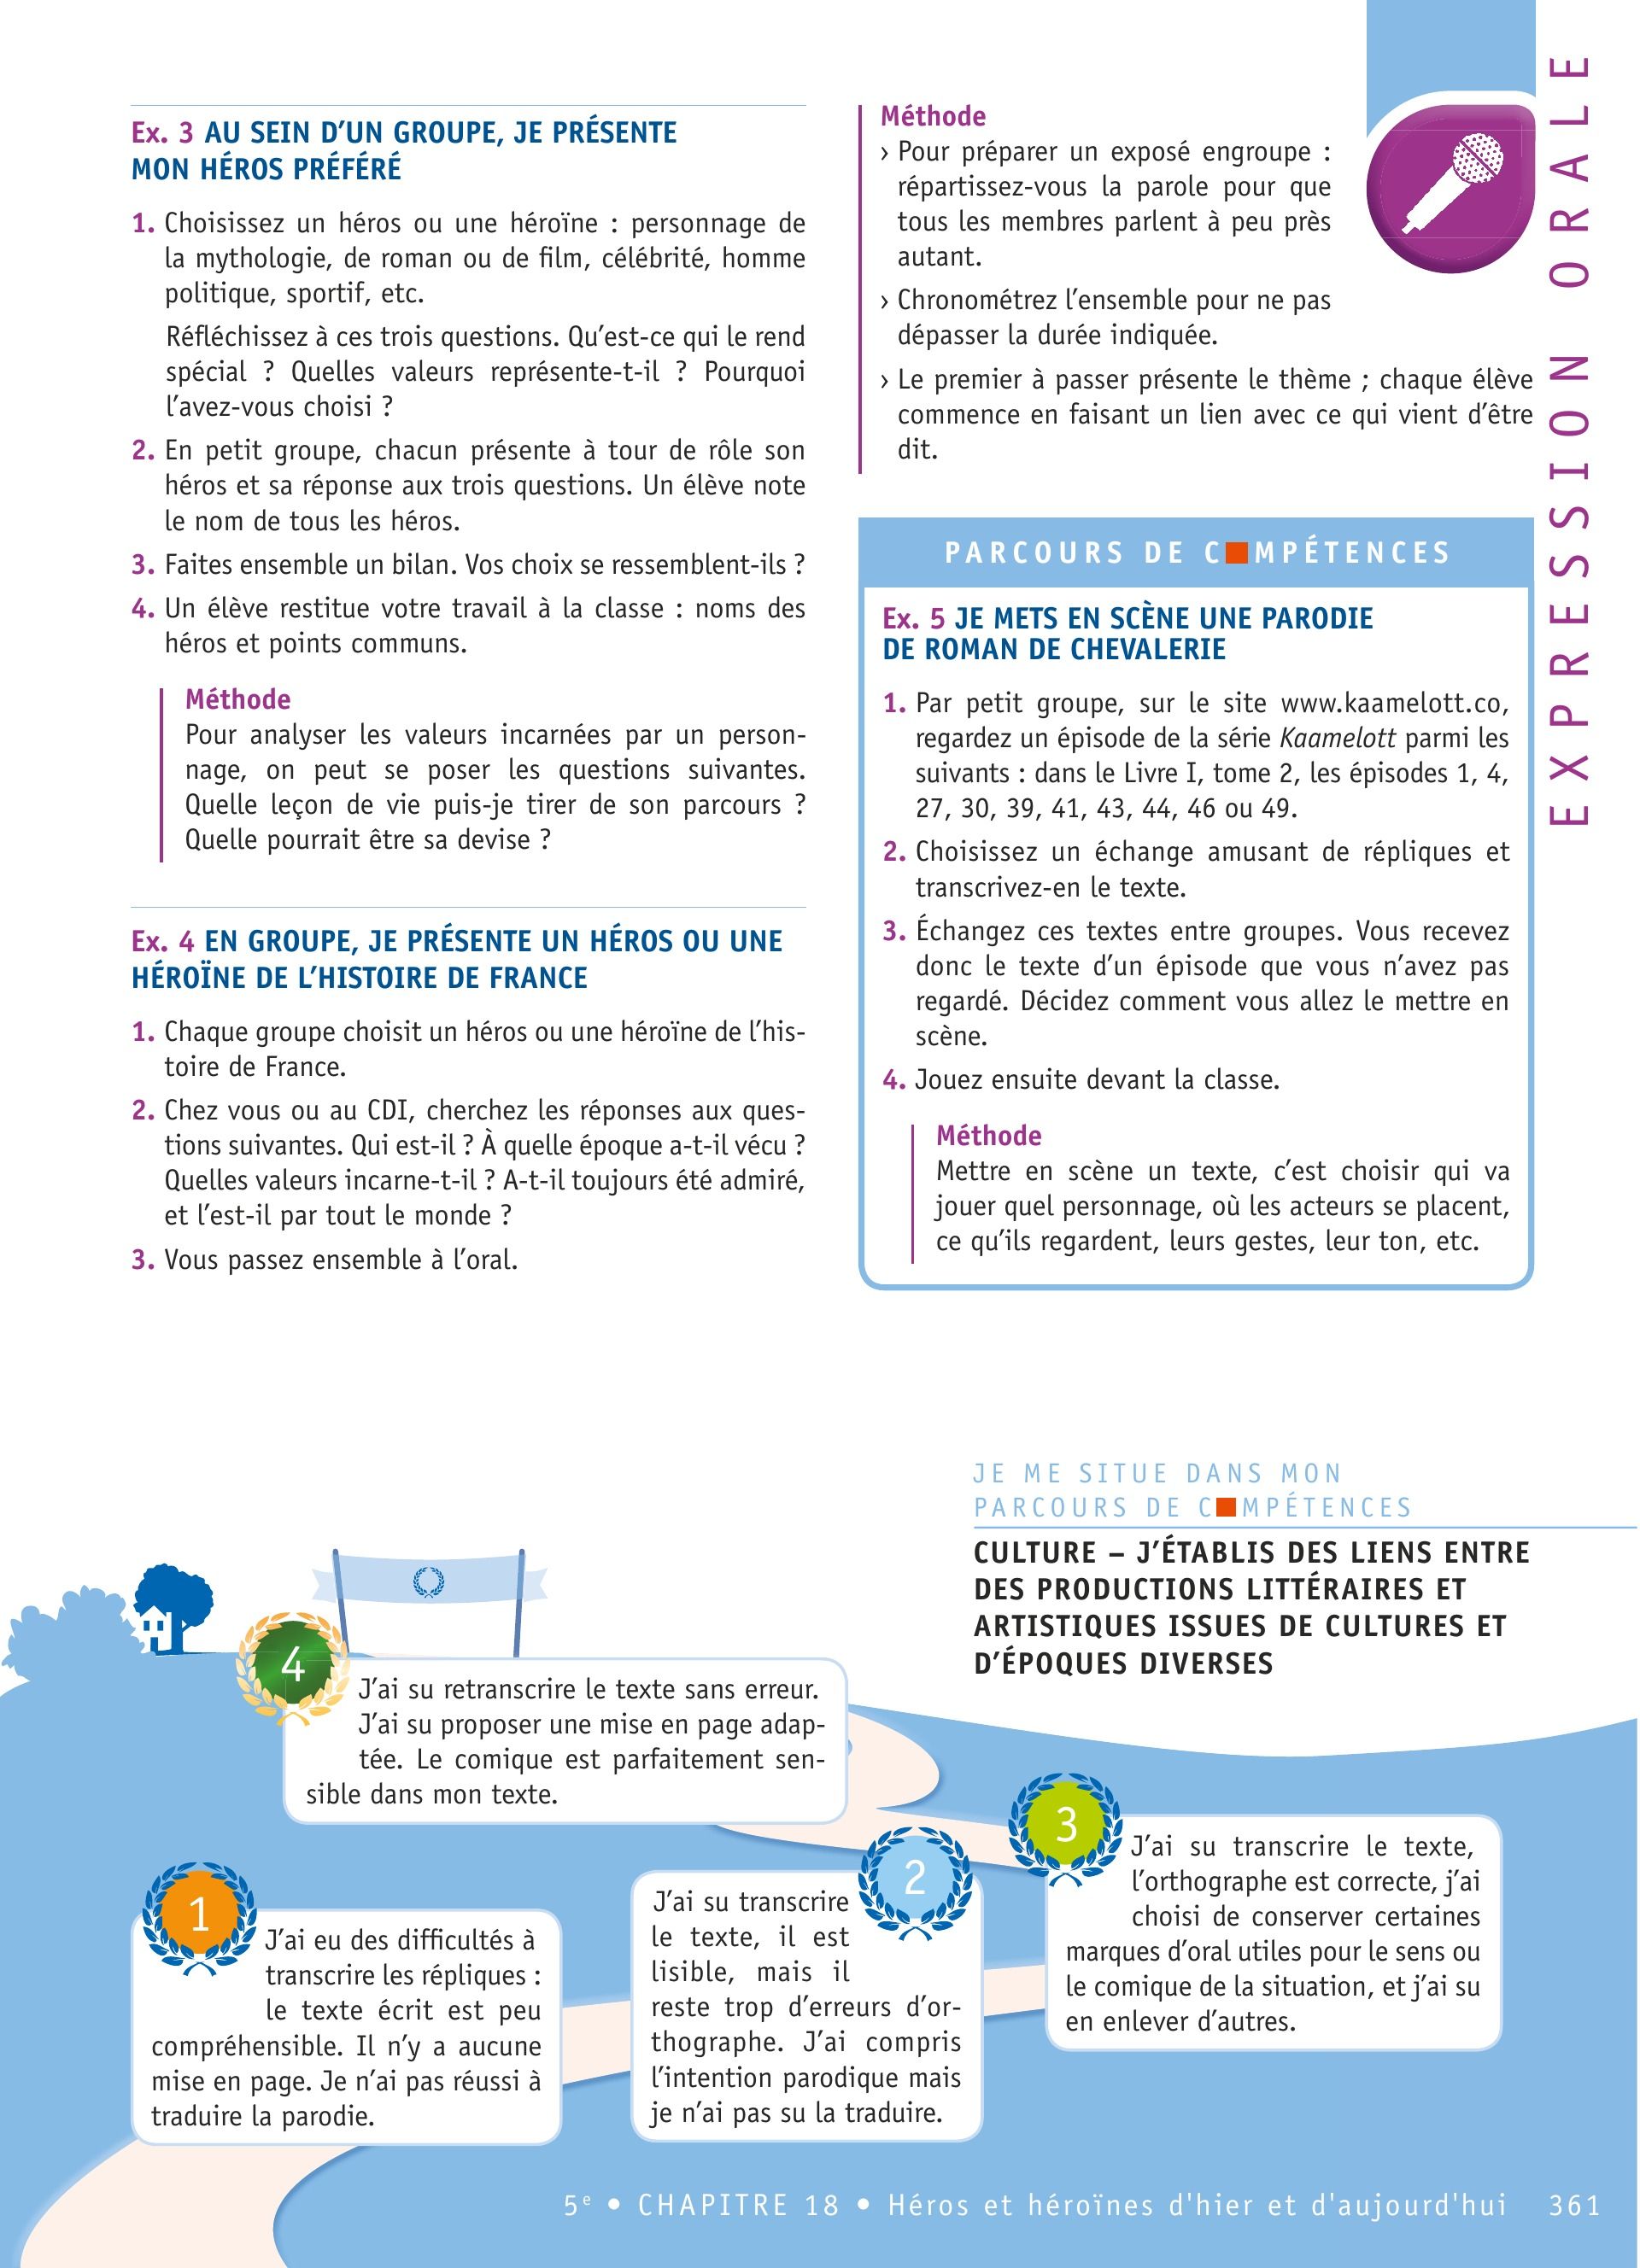 Ex. 3 AU SEIN D’UN GROUPE, JE PRÉSENTE
MON HÉROS PRÉFÉRÉ
1. Choisissez un héros ou une héroïne : personnage de
la mythologie, de roman ou de film, célébrité, homme
politique, sportif, etc.
Réfléchissez à ces trois questions. Qu’est-ce qui le rend
spécial ? Quelles valeurs représente-t-il ? Pourquoi
l’avez-vous choisi ?
2. En petit groupe, chacun présente à tour de rôle son
héros et sa réponse aux trois questions. Un élève note
le nom de tous les héros.
3. Faites ensemble un bilan. Vos choix se ressemblent-ils ?
4. Un élève restitue votre travail à la classe : noms des
héros et points communs.
Méthode
Pour analyser les valeurs incarnées par un person-
nage, on peut se poser les questions suivantes.
Quelle leçon de vie puis-je tirer de son parcours ?
Quelle pourrait être sa devise ?
Ex. 4 EN GROUPE, JE PRÉSENTE UN HÉROS OU UNE
HÉROÏNE DE L’HISTOIRE DE FRANCE
1. Chaque groupe choisit un héros ou une héroïne de l’his-
toire de France.
2. Chez vous ou au CDI, cherchez les réponses aux ques-
tions suivantes. Qui est-il ? À quelle époque a-t-il vécu ?
Quelles valeurs incarne-t-il ? A-t-il toujours été admiré,
et l’est-il par tout le monde ?
3. Vous passez ensemble à l’oral.
Méthode
› Pour préparer un exposé engroupe :
répartissez-vous la parole pour que
tous les membres parlent à peu près
autant.
› Chronométrez l’ensemble pour ne pas
dépasser la durée indiquée.
› Le premier à passer présente le thème ; chaque élève
commence en faisant un lien avec ce qui vient d’être
dit.
EXPRESSION ORALE
PARCOURS DE C■MPÉTENCES
Ex. 5 JE METS EN SCÈNE UNE PARODIE
DE ROMAN DE CHEVALERIE
1. Par petit groupe, sur le site www.kaamelott.co,
regardez un épisode de la série Kaamelott parmi les
suivants : dans le Livre I, tome 2, les épisodes 1, 4,
27, 30, 39, 41, 43, 44, 46 ou 49.
2. Choisissez un échange amusant de répliques et
transcrivez-en le texte.
3. Échangez ces textes entre groupes. Vous recevez
donc le texte d’un épisode que vous n’avez pas
regardé. Décidez comment vous allez le mettre en
scène.
4. Jouez ensuite devant la classe.
Méthode
Mettre en scène un texte, c’est choisir qui va
jouer quel personnage, où les acteurs se placent,
ce qu’ils regardent, leurs gestes, leur ton, etc.
JE ME SITUE DANS MON
PARCOURS DE C■MPÉTENCES
CULTURE – J’ÉTABLIS DES LIENS ENTRE
DES PRODUCTIONS LITTÉRAIRES ET
ARTISTIQUES ISSUES DE CULTURES ET
D’ÉPOQUES DIVERSES
4
J’ai su retranscrire le texte sans erreur.
J’ai su proposer une mise en page adap-
tée. Le comique est parfaitement sen-
sible dans mon texte.
1
J’ai eu des difficultés à
transcrire les répliques :
le texte écrit est peu
compréhensible. Il n’y a aucune
mise en page. Je n’ai pas réussi à
traduire la parodie.
2
J’ai su transcrire
le texte, il est
lisible, mais il
reste trop d’erreurs d’or-
thographe. J’ai compris
l’intention parodique mais
je n’ai pas su la traduire.
3
J’ai su transcrire le texte,
l’orthographe est correcte, j’ai
choisi de conserver certaines
marques d’oral utiles pour le sens ou
le comique de la situation, et j’ai su
en enlever d’autres.
5e • CHAPITRE 18 • Héros et héroïnes d'hier et d'aujourd'hui 361